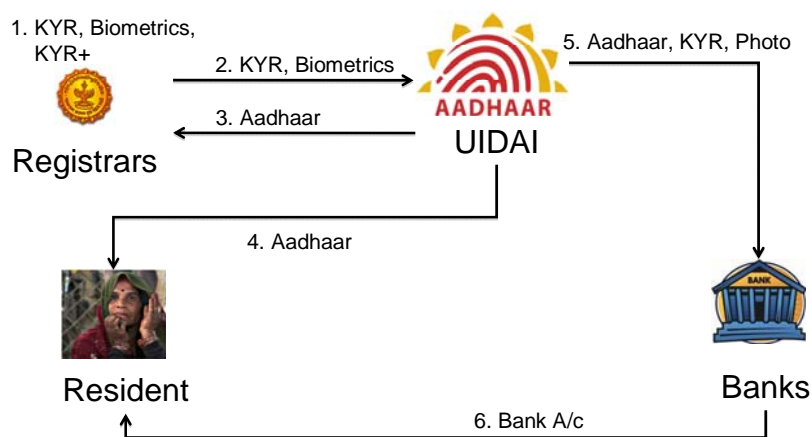 1. KYR, Biometrics,
KYR+
2. KYR, Biometrics
3. Aadhaar
Registrars
AADHAAR
UIDAI
5. Aadhaar, KYR, Photo
4. Aadhaar
BANK
Resident
Banks
6. Bank A/c